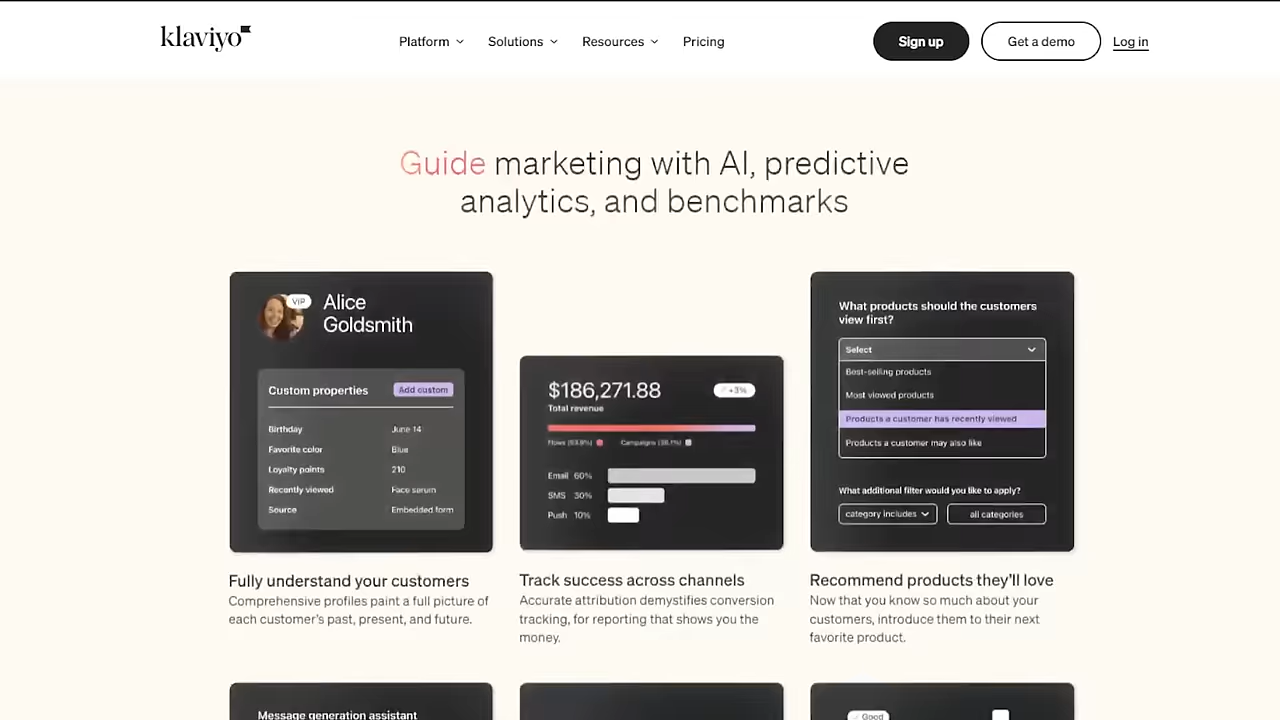 klaviyo
Platform
Solutions
Resources
Pricing
Sign up
Get a demo
Log in
Guide marketing with AI, predictive
analytics, and benchmarks
VIP
Alice
Goldsmith
Custom properties
Add custom
Birthday June 14
Favorite color Blue
Loyalty points 210
Recently viewed Face serum
Source Embedded form
Fully understand your customers
Comprehensive profiles paint a full picture of
each customer's past, present, and future.
$186,271.88
+3%
Total revenue
Email 60%
SMS 30%
Push 10%
Track success across channels
Accurate attribution demystifies conversion
tracking, for reporting that shows you the
money.
What products should the customers
view first?
Select
Best-selling products
Most viewed products
Products a customer has recently viewed
Products a customer may also like
What additional filter would you like to apply?
category includes
all categories
Recommend products they'll love
Now that you know so much about your
customers, introduce them to their next
favorite product.
Message generation assistant
Good